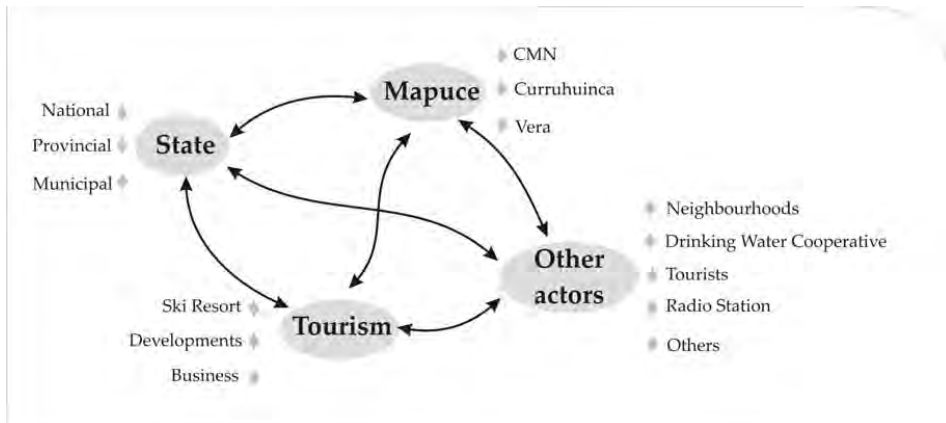 CMN
Mapuce
Curruhuinca
Vera
National
Provincial
State
Municipal
Neighbourhoods
Drinking Water Cooperative
Other
actors
Tourists
Radio Station
Others
Ski Resort
Tourism
Developments
Business